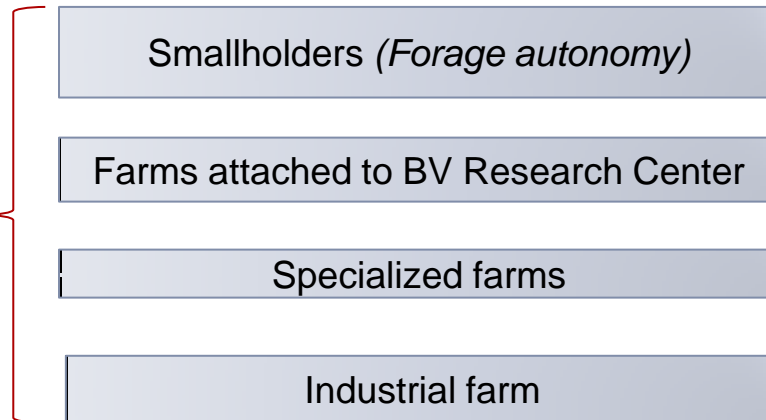 Smallholders (Forage autonomy)
Farms attached to BV Research Center
Specialized farms
Industrial farm